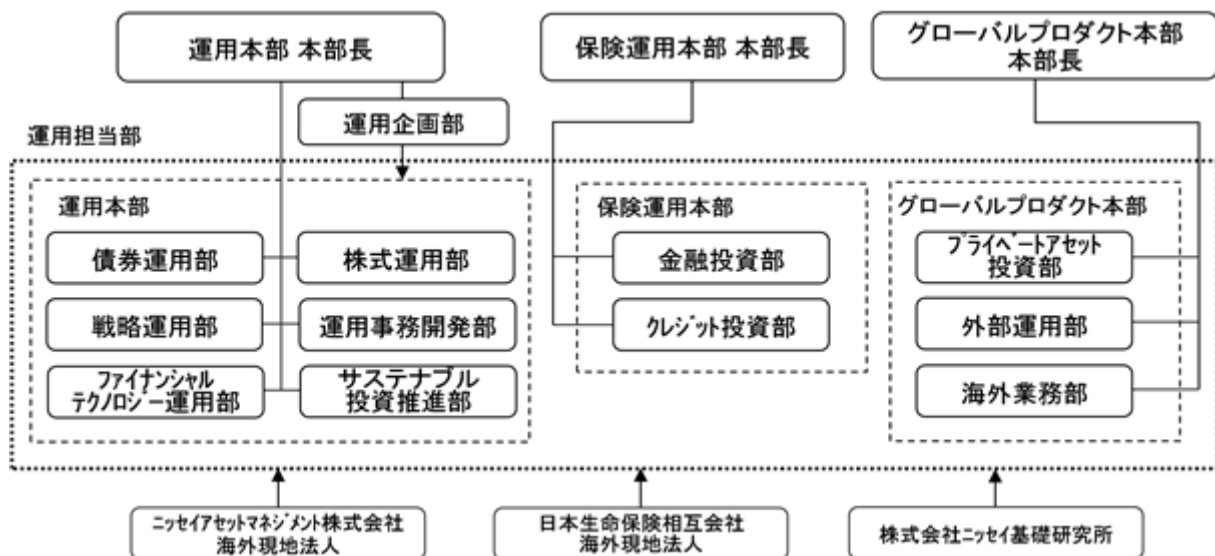 運用本部 本部長
保険運用本部 本部長
グローバルプロダクト本部
本部長
運用企画部
運用担当部
運用本部
債券運用部
株式運用部
戦略運用部
運用事務開発部
ファイナンシャル
テクノロジー運用部
サステナブル
投資推進部
保険運用本部
金融投資部
クレジット投資部
グローバルプロダクト本部
プライベートアセット
投資部
外部運用部
海外業務部
ニッセイアセットマネジメント株式会社
海外現地法人
日本生命保険相互会社
海外現地法人
株式会社ニッセイ基礎研究所